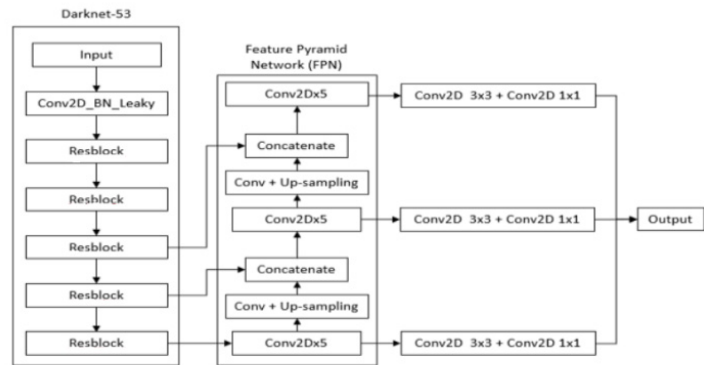 Darknet-53
Input
Conv2D_BN_Leaky
Resblock
Resblock
Resblock
Resblock
Resblock
Feature Pyramid
Network (FPN)
Conv2Dx5
Concatenate
Conv + Up-sampling
Conv2Dx5
Concatenate
Conv + Up-sampling
Conv2Dx5
Conv2D 3x3 + Conv2D 1x1
Conv2D 3x3 + Conv2D 1x1
Conv2D 3x3 + Conv2D 1x1
Output